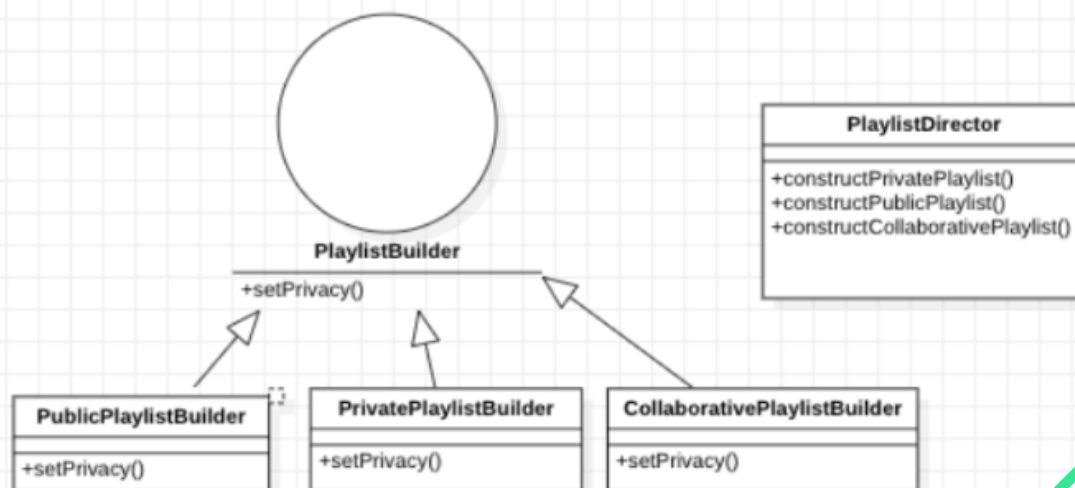 PlaylistDirector
+constructPrivatePlaylist()
+constructPublicPlaylist()
+constructCollaborativePlaylist()
PlaylistBuilder
+setPrivacy()
PublicPlaylistBuilder
+setPrivacy()
PrivatePlaylistBuilder
+setPrivacy()
CollaborativePlaylistBuilder
+setPrivacy()